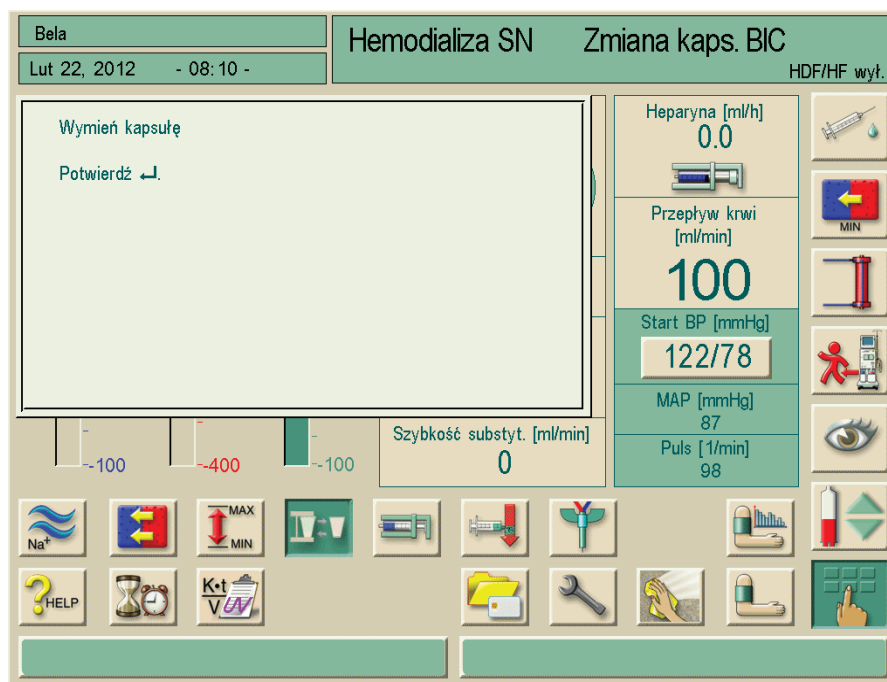 Bela
Lut 22, 2012 - 08:10 -
Hemodializa SN Zmiana kaps. BIC
HDF/HF wył.
Wymień kapsułę
Potwierdź ↵.
Heparyna [ml/h]
0.0
Przepływ krwi
[ml/min]
100
Start BP [mmHg]
122/78
MAP [mmHg]
87
Puls [1/min]
98
MIN
-100
-400
-100
Szybkość substyt. [ml/min]
0
Na+
MAX
MIN
?HELP
K•t
V UV